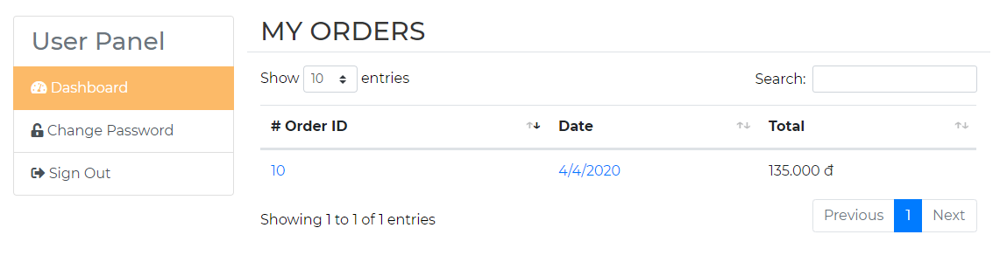 User Panel
Dashboard
Change Password
Sign Out
MY ORDERS
Show 10 entries
Search:
# Order ID Date Total
10 4/4/2020 135.000 đ
Showing 1 to 1 of 1 entries
Previous 1 Next